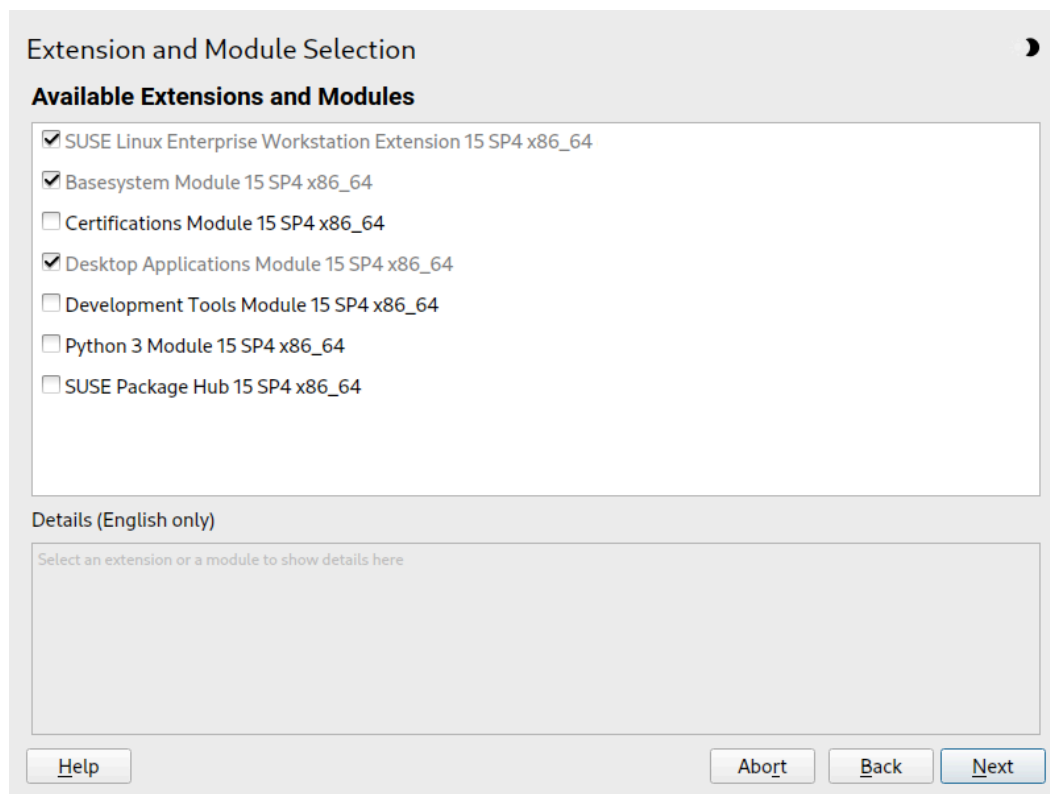 Extension and Module Selection
Available Extensions and Modules
SUSE Linux Enterprise Workstation Extension 15 SP4 x86_64
Basesystem Module 15 SP4 x86_64
Certifications Module 15 SP4 x86_64
Desktop Applications Module 15 SP4 x86_64
Development Tools Module 15 SP4 x86_64
Python 3 Module 15 SP4 x86_64
SUSE Package Hub 15 SP4 x86_64
Details (English only)
Select an extension or a module to show details here
Help Abort Back Next